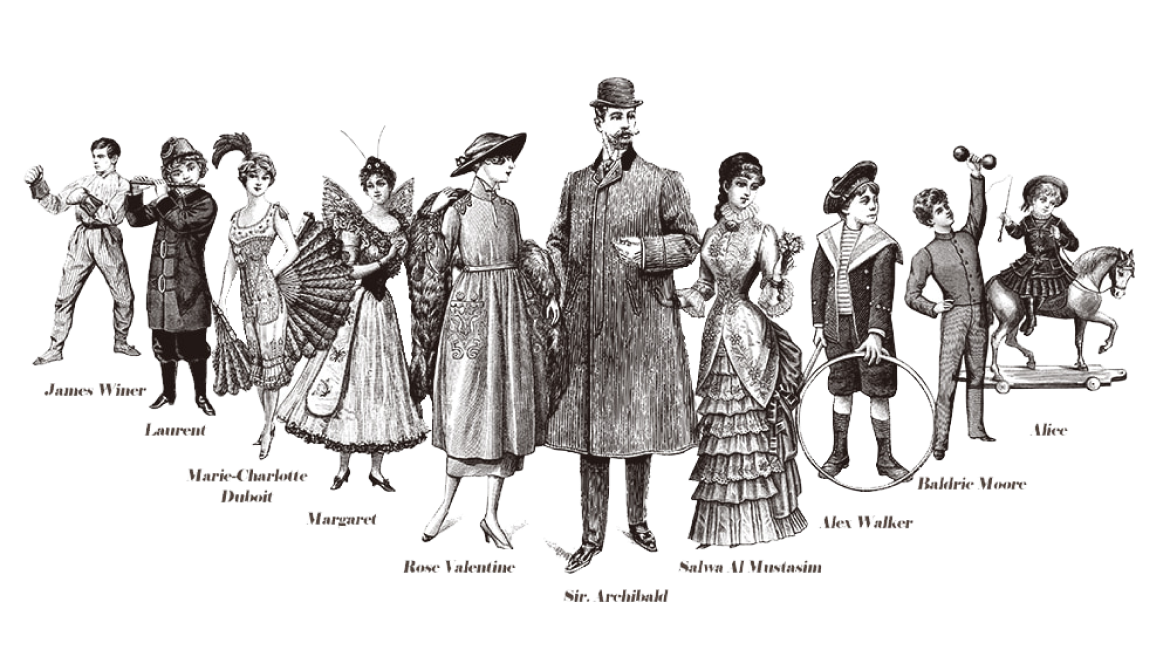 James Winer
Laurent
Marie-Charlotte
Duboit
Margaret
Rose Valentine
Sir. Archibald
Salwa Al Mustasim
Alex Walker
Baldric Moore
Alice